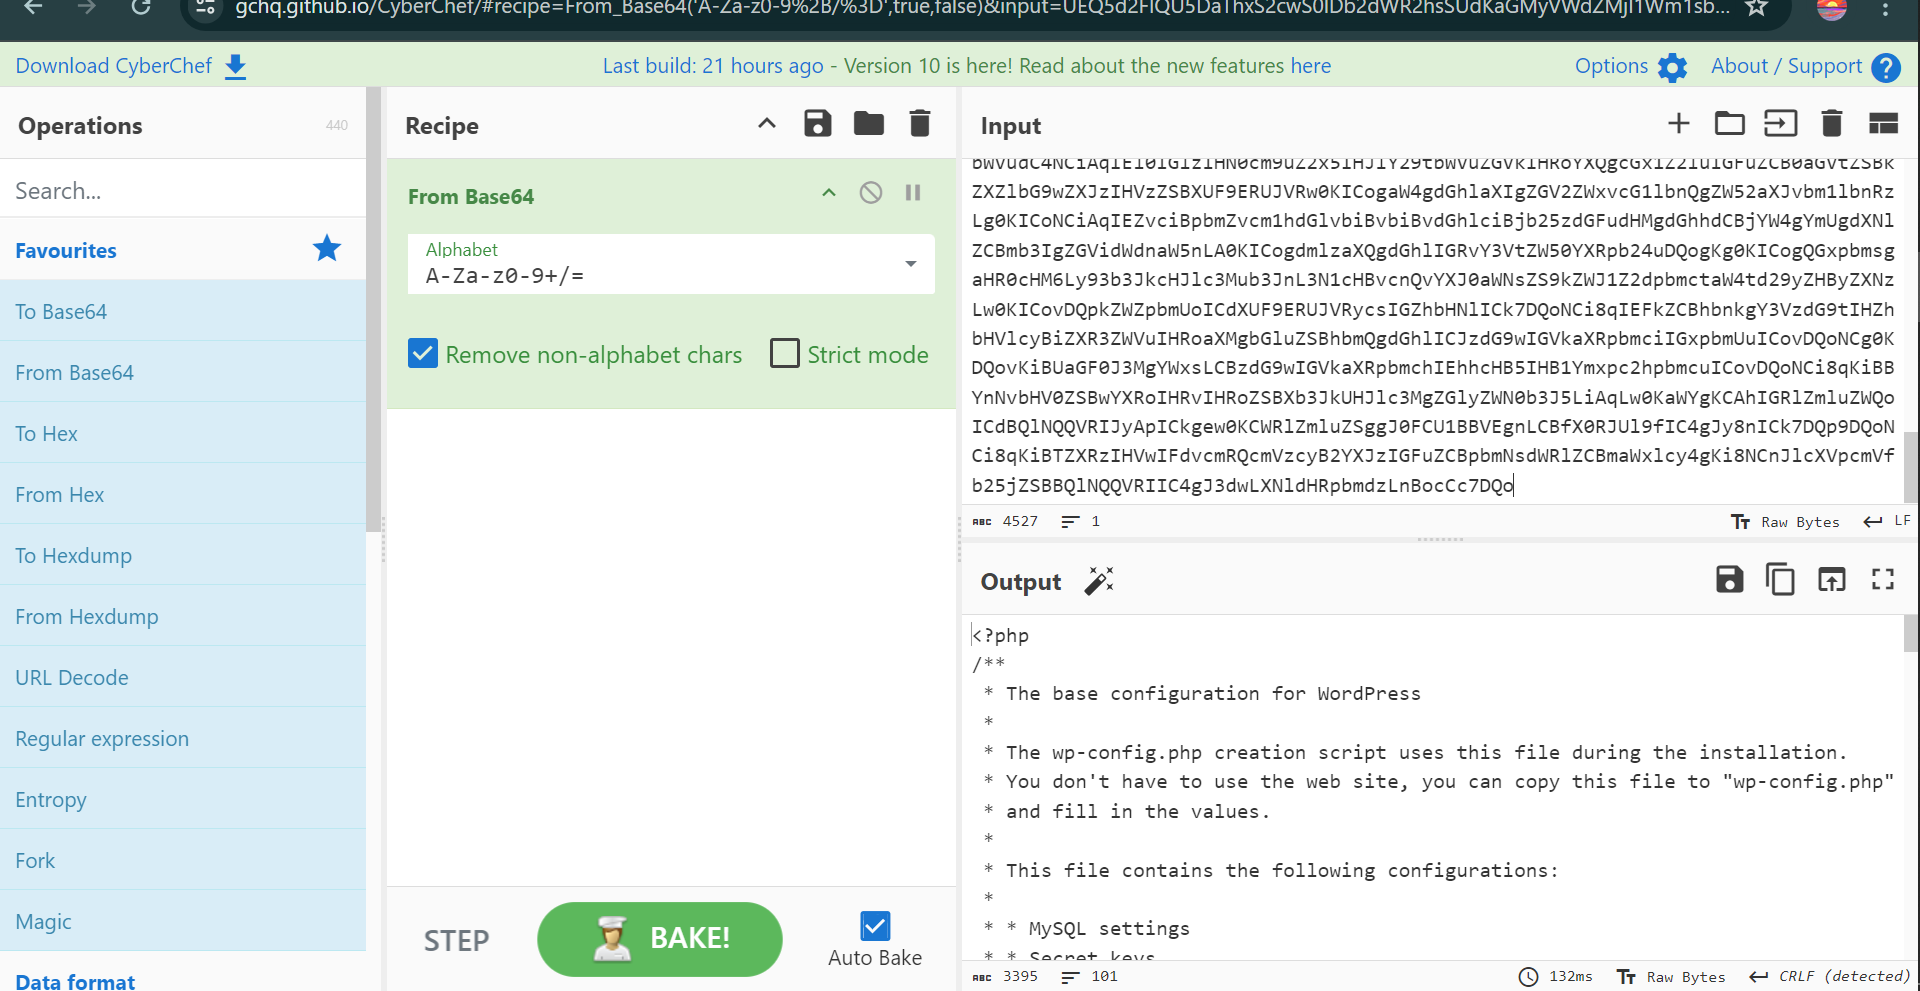 gchq.github.io/CyberChef/#recipe=From_Base64('A-Za-z0-9%2B/%3D',true,false)&input=UEQ5d2FIQU5DaThxS2cwS0lDb2dWR2hsSUdKaGMyVWdZMjl1Wm1sb...
Download CyberChef
Last build: 21 hours ago - Version 10 is here! Read about the new features here
Options
About / Support
Operations
440
Search...
Favourites
To Base64
From Base64
To Hex
From Hex
To Hexdump
From Hexdump
URL Decode
Regular expression
Entropy
Fork
Magic
Data format
Recipe
From Base64
Alphabet
A-Za-z0-9+/=
Remove non-alphabet chars
Strict mode
STEP
BAKE!
Auto Bake
Input
bWVudC4NCiAqIEl0IGlzIHN0cm9uZ2x5IHJlY29tbWVuZGVkIHRoYXQgcGx1Z2luIGFuZCB0aGVtZSBk
ZXZlbG9wZXJzIHVzZSBXUF9ERUJVRw0KICogaW4gdGhlaXIgZGV2ZWxvcG1lbnQgZW52aXJvbm1lbnRz
Lg0KICoNCiAqIEZvciBpbmZvcm1hdGlvbiBvbiBvdGhlciBjb25zdGFudHMgdGhhdCBjYW4gYmUgdXNl
ZCBmb3IgZGVidWdnaW5nLA0KICogdmlzaXQgdGhlIGRvY3VtZW50YXRpb24uDQogKg0KICogQGxpbmsg
aHR0cHM6Ly93b3JkcHJlc3Mub3JnL3N1cHBvcnQvYXJ0aWNsZS9kZWJ1Z2dpbmctaW4td29yZHByZXNz
Lw0KICovDQpkZWZpbmUoICdXUF9ERUJVRycsIGZhbHNlICk7DQoNCi8qIEFkZCBhbnkgY3VzdG9tIHZh
bHVlcyBiZXR3ZWVuIHRoaXMgbGluZSBhbmQgdGhlICJzdG9wIGVkaXRpbmciIGxpbmUuICovDQoNCg0K
DQovKiBUaGF0J3MgYWxsLCBzdG9wIGVkaXRpbmchIEhhcHB5IHB1Ymxpc2hpbmcuICovDQoNCi8qKiBB
YnNvbHV0ZSBwYXRoIHRvIHRoZSBXb3JkUHJlc3MgZGlyZWN0b3J5LiAqLw0KaWYgKCAhIGRlZmluZWQo
ICdBQlNQQVRIJyApICkgew0KCWRlZmluZSggJ0FCU1BBVEgnLCBfX0RJUl9fIC4gJy8nICk7DQp9DQoN
Ci8qKiBTZXRzIHVwIFdvcmRQcmVzcyB2YXJzIGFuZCBpbmNsdWRlZCBmaWxlcy4gKi8NCnJlcXVpcmVf
b25jZSBBQlNQQVRIIC4gJ3dwLXNldHRpbmdzLnBocCc7DQo
4527 1
Raw Bytes LF
Output
<?php
/**
 * The base configuration for WordPress
 *
 * The wp-config.php creation script uses this file during the installation.
 * You don't have to use the web site, you can copy this file to "wp-config.php"
 * and fill in the values.
 *
 * This file contains the following configurations:
 *
 * * MySQL settings
 * * Secret keys
3395 101
132ms Raw Bytes CRLF (detected)